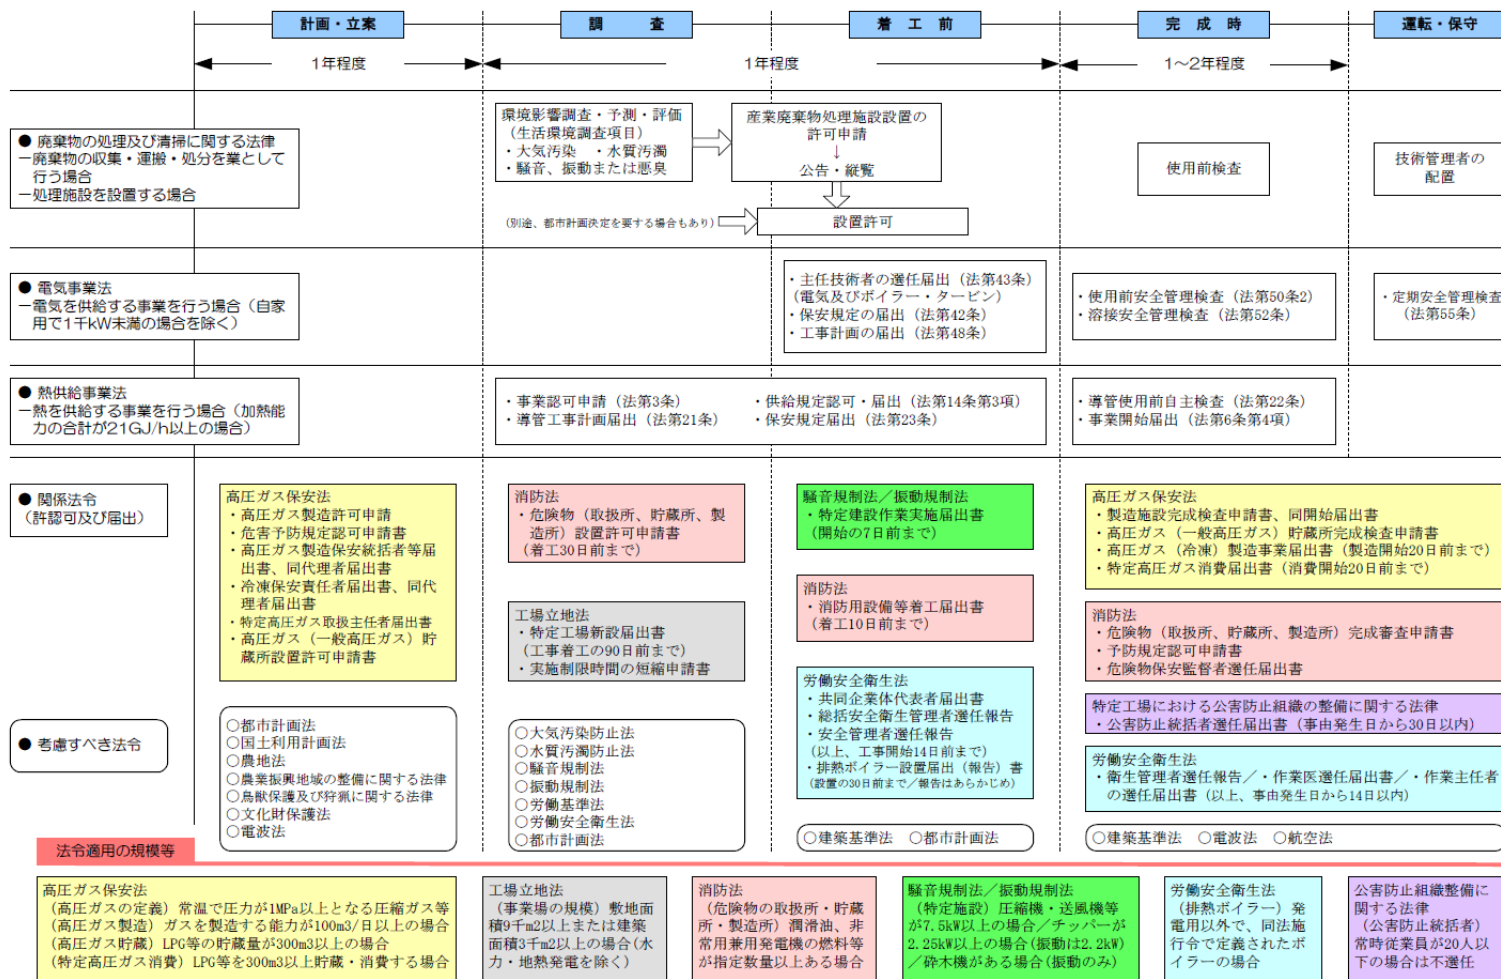 計画・立案
調　査
着 工 前
完 成 時
運転・保守
1年程度
1年程度
1～2年程度
● 廃棄物の処理及び清掃に関する法律
ー廃棄物の収集・運搬・処分を業として
行う場合
ー処理施設を設置する場合
環境影響調査・予測・評価
(生活環境調査項目)
・大気汚染　・水質汚濁
・騒音、振動または悪臭
産業廃棄物処理施設設置の
許可申請
↓
公告・縦覧
(別途、都市計画決定を要する場合もあり)
設置許可
使用前検査
技術管理者の
配置
● 電気事業法
ー電気を供給する事業を行う場合（自家
用で1千kW未満の場合を除く）
・主任技術者の選任届出（法第43条）
(電気及びボイラー・タービン)
・保安規定の届出（法第42条）
・工事計画の届出（法第48条）
・使用前安全管理検査（法第50条2）
・溶接安全管理検査（法第52条）
・定期安全管理検査
（法第55条）
● 熱供給事業法
ー熱を供給する事業を行う場合（加熱能
力の合計が21GJ/h以上の場合）
・事業認可申請（法第3条）
・導管工事計画届出（法第21条）
・供給規定認可・届出（法第14条第3項）
・保安規定届出（法第23条）
・導管使用前自主検査（法第22条）
・事業開始届出（法第6条第4項）
● 関係法令
（許認可及び届出）
高圧ガス保安法
・高圧ガス製造許可申請
・危害予防規定認可申請書
・高圧ガス製造保安統括者等届
出書、同代理者届出書
・冷凍保安責任者届出書、同代
理者届出書
・特定高圧ガス取扱主任者届出書
・高圧ガス（一般高圧ガス）貯
蔵所設置許可申請書
消防法
・危険物（取扱所、貯蔵所、製
造所）設置許可申請書
（着工30日前まで）
工場立地法
・特定工場新設届出書
（工事着工の90日前まで）
・実施制限時間の短縮申請書
騒音規制法／振動規制法
・特定建設作業実施届出書
（開始の7日前まで）
消防法
・消防用設備等着工届出書
（着工10日前まで）
労働安全衛生法
・共同企業体代表者届出書
・総括安全衛生管理者選任報告
・安全管理者選任報告
（以上、工事開始14日前まで）
・排熱ボイラー設置届出（報告）書
（設置の30日前まで／報告はあらかじめ）
高圧ガス保安法
・製造施設完成検査申請書、同開始届出書
・高圧ガス（一般高圧ガス）貯蔵所完成検査申請書
・高圧ガス（冷凍）製造事業届出書（製造開始20日前まで）
・特定高圧ガス消費届出書（消費開始20日前まで）
消防法
・危険物（取扱所、貯蔵所、製造所）完成審査申請書
・予防規定認可申請書
・危険物保安監督者選任届出書
特定工場における公害防止組織の整備に関する法律
・公害防止統括者選任届出書（事由発生日から30日以内）
労働安全衛生法
・衛生管理者選任報告／・作業医選任届出書／・作業主任者
の選任届出書（以上、事由発生日から14日以内）
● 考慮すべき法令
○都市計画法
○国土利用計画法
○農地法
○農業振興地域の整備に関する法律
○鳥獣保護及び狩猟に関する法律
○文化財保護法
○電波法
○大気汚染防止法
○水質汚濁防止法
○騒音規制法
○振動規制法
○労働基準法
○労働安全衛生法
○都市計画法
○建築基準法　○都市計画法
○建築基準法　○電波法　○航空法
法令適用の規模等
高圧ガス保安法
（高圧ガスの定義）常温で圧力が1MPa以上となる圧縮ガス等
（高圧ガス製造）ガスを製造する能力が100m3/日以上の場合
（高圧ガス貯蔵）LPG等の貯蔵量が300m3以上の場合
（特定高圧ガス消費）LPG等を300m3以上貯蔵・消費する場合
工場立地法
（事業場の規模）敷地面
積9千m2以上または建築
面積3千m2以上の場合（水
力・地熱発電を除く）
消防法
（危険物の取扱所・貯蔵
所・製造所）潤滑油、非
常用兼用発電機の燃料等
が指定数量以上ある場合
騒音規制法／振動規制法
（特定施設）圧縮機・送風機等
が7.5kW以上の場合／チッパーが
2.25kW以上の場合（振動は2.2kW）
／砕木機がある場合（振動のみ）
労働安全衛生法
（排熱ボイラー）発
電用以外で、同法施
行令で定義されたボ
イラーの場合
公害防止組織整備に
関する法律
（公害防止統括者）
常時従業員が20人以
下の場合は不選任